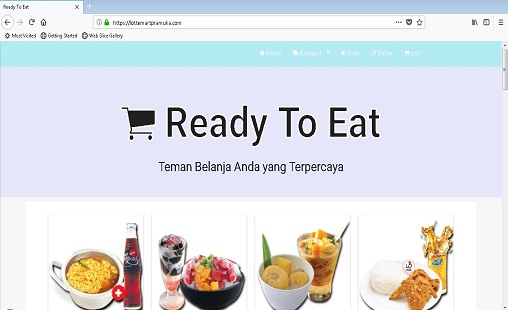 Ready To Eat
https://lottemartpramuka.com
Most Visited Getting Started Web Slice Gallery
Home Kategori Login Daftar
Ready To Eat
Teman Belanja Anda yang Terpercaya